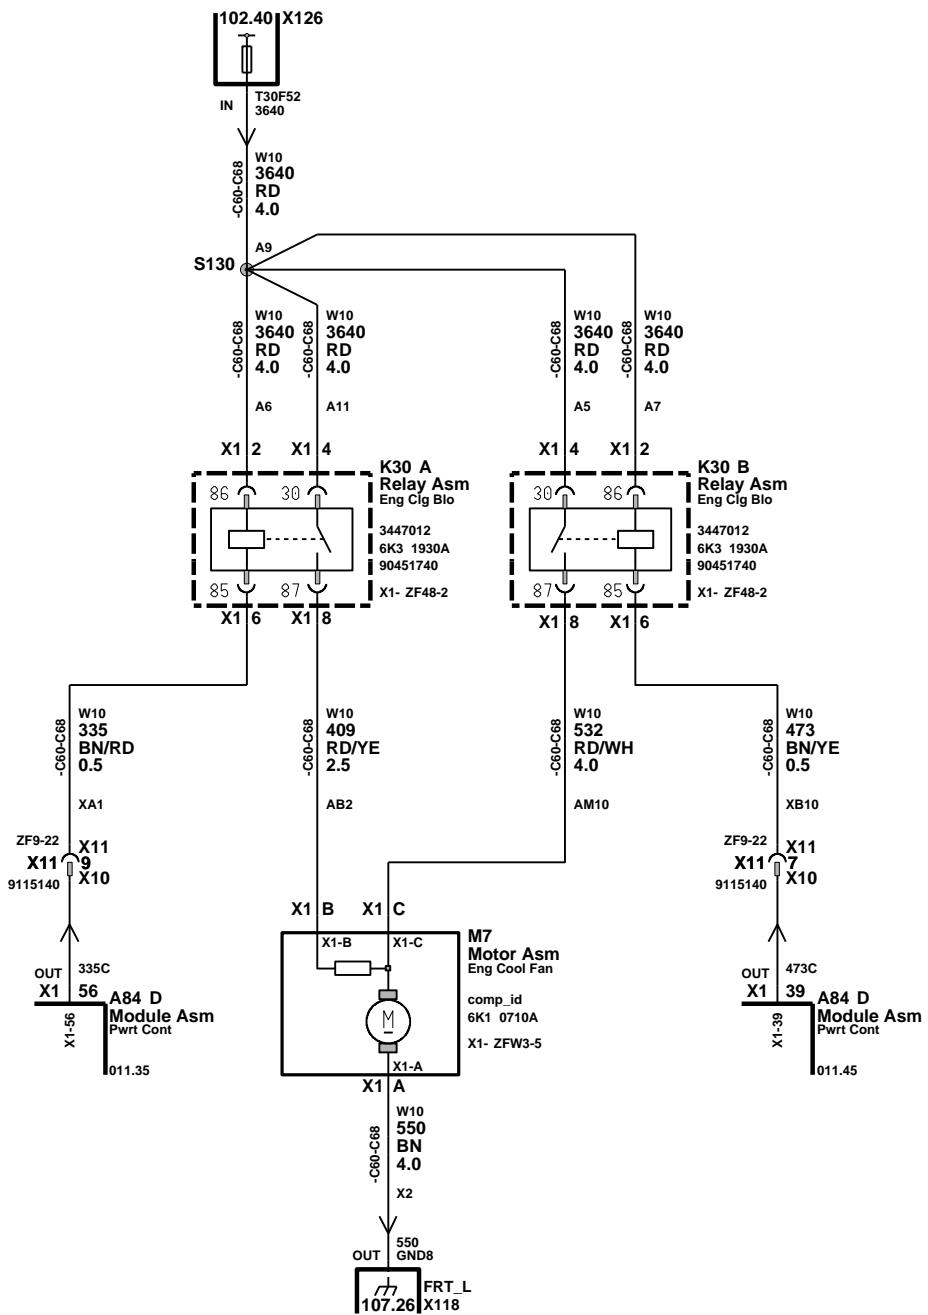 102.40 X126
T30F52
IN 3640
-C60-C68
W10
3640
RD
4.0
A9
S130
-C60-C68
W10
3640
RD
4.0
-C60-C68
W10
3640
RD
4.0
-C60-C68
W10
3640
RD
4.0
-C60-C68
W10
3640
RD
4.0
A6 A11 A5 A7
X1 2 X1 4 X1 4 X1 2
K30 A
Relay Asm
Eng Clg Blo
3447012
6K3 1930A
90451740
X1- ZF48-2
86 30
85 87
K30 B
Relay Asm
Eng Clg Blo
3447012
6K3 1930A
90451740
X1- ZF48-2
30 86
87 85
X1 6 X1 8 X1 8 X1 6
-C60-C68
W10
335
BN/RD
0.5
-C60-C68
W10
409
RD/YE
2.5
-C60-C68
W10
532
RD/WH
4.0
-C60-C68
W10
473
BN/YE
0.5
XA1 AB2 AM10 XB10
ZF9-22 X11
X11 9
9115140 X10
ZF9-22 X11
X11 7
9115140 X10
X1 B X1 C
X1-B X1-C
M7
Motor Asm
Eng Cool Fan
comp_id
6K1 0710A
X1- ZFW3-5
M
X1-A
X1 A
OUT 335C
X1 56
X1-56
A84 D
Module Asm
Pwrt Cont
011.35
OUT 473C
X1 39
X1-39
A84 D
Module Asm
Pwrt Cont
011.45
-C60-C68
W10
550
BN
4.0
X2
550
OUT GND8
FRT_L
107.26 X118